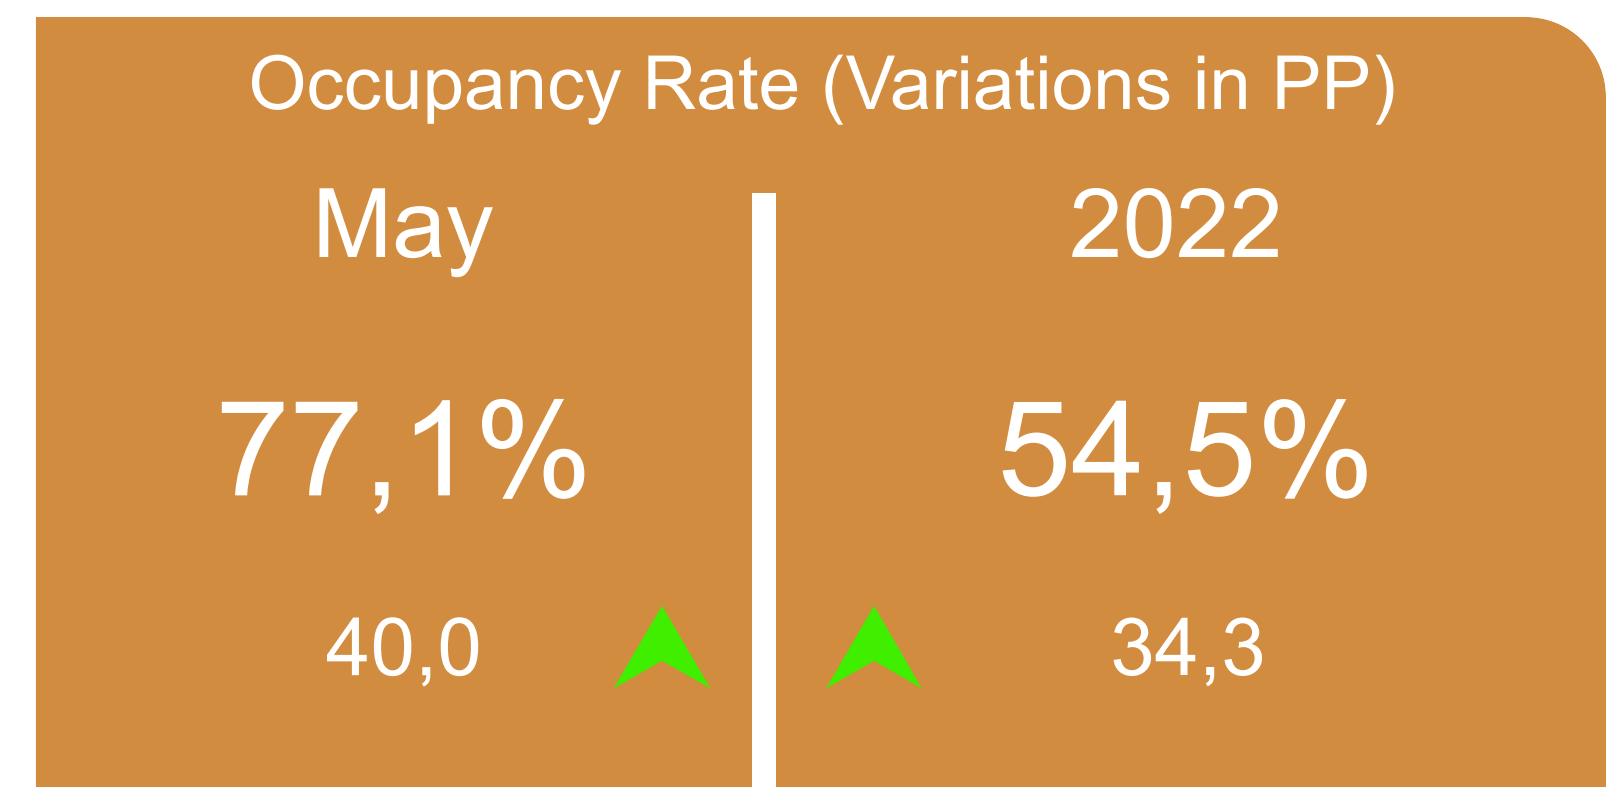 Occupancy Rate (Variations in PP)
May
2022
77,1%
54,5%
40,0
34,3